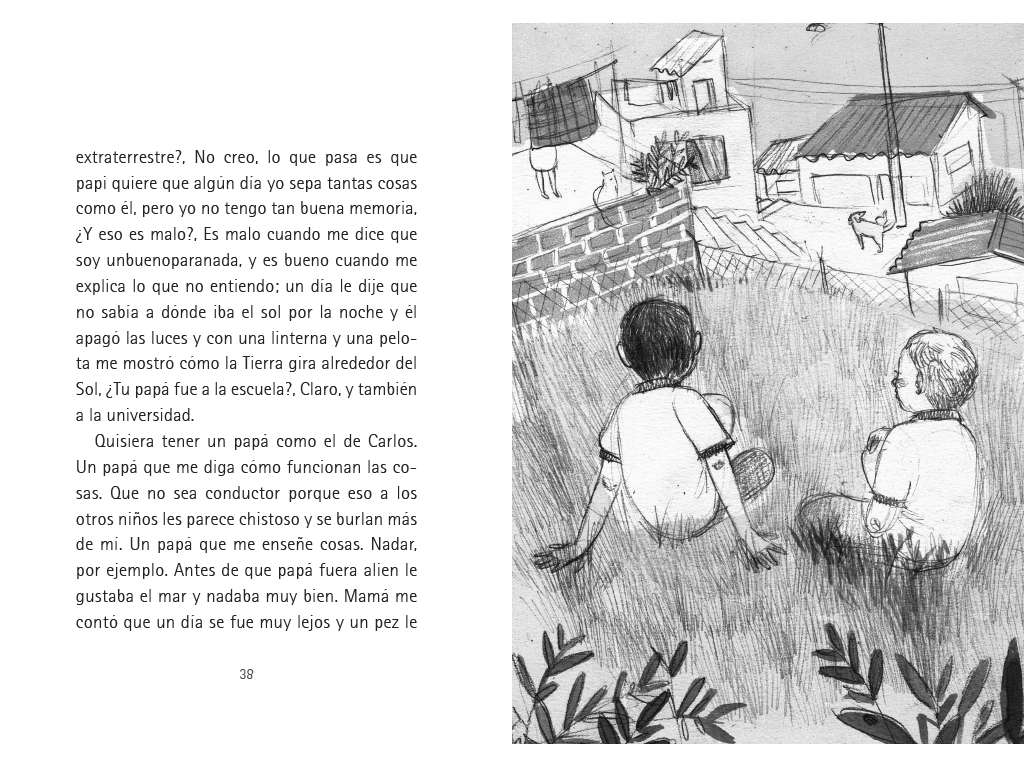 extraterrestre?, No creo, lo que pasa es que
papi quiere que algún día yo sepa tantas cosas
como él, pero yo no tengo tan buena memoria,
¿Y eso es malo?, Es malo cuando me dice que
soy unbuenoparanada, y es bueno cuando me
explica lo que no entiendo; un día le dije que
no sabía a dónde iba el sol por la noche y él
apagó las luces y con una linterna y una pelo-
ta me mostró cómo la Tierra gira alrededor del
Sol, ¿Tu papá fue a la escuela?, Claro, y también
a la universidad.
Quisiera tener un papá como el de Carlos.
Un papá que me diga cómo funcionan las co-
sas. Que no sea conductor porque eso a los
otros niños les parece chistoso y se burlan más
de mí. Un papá que me enseñe cosas. Nadar,
por ejemplo. Antes de que papá fuera alien le
gustaba el mar y nadaba muy bien. Mamá me
contó que un día se fue muy lejos y un pez le
38